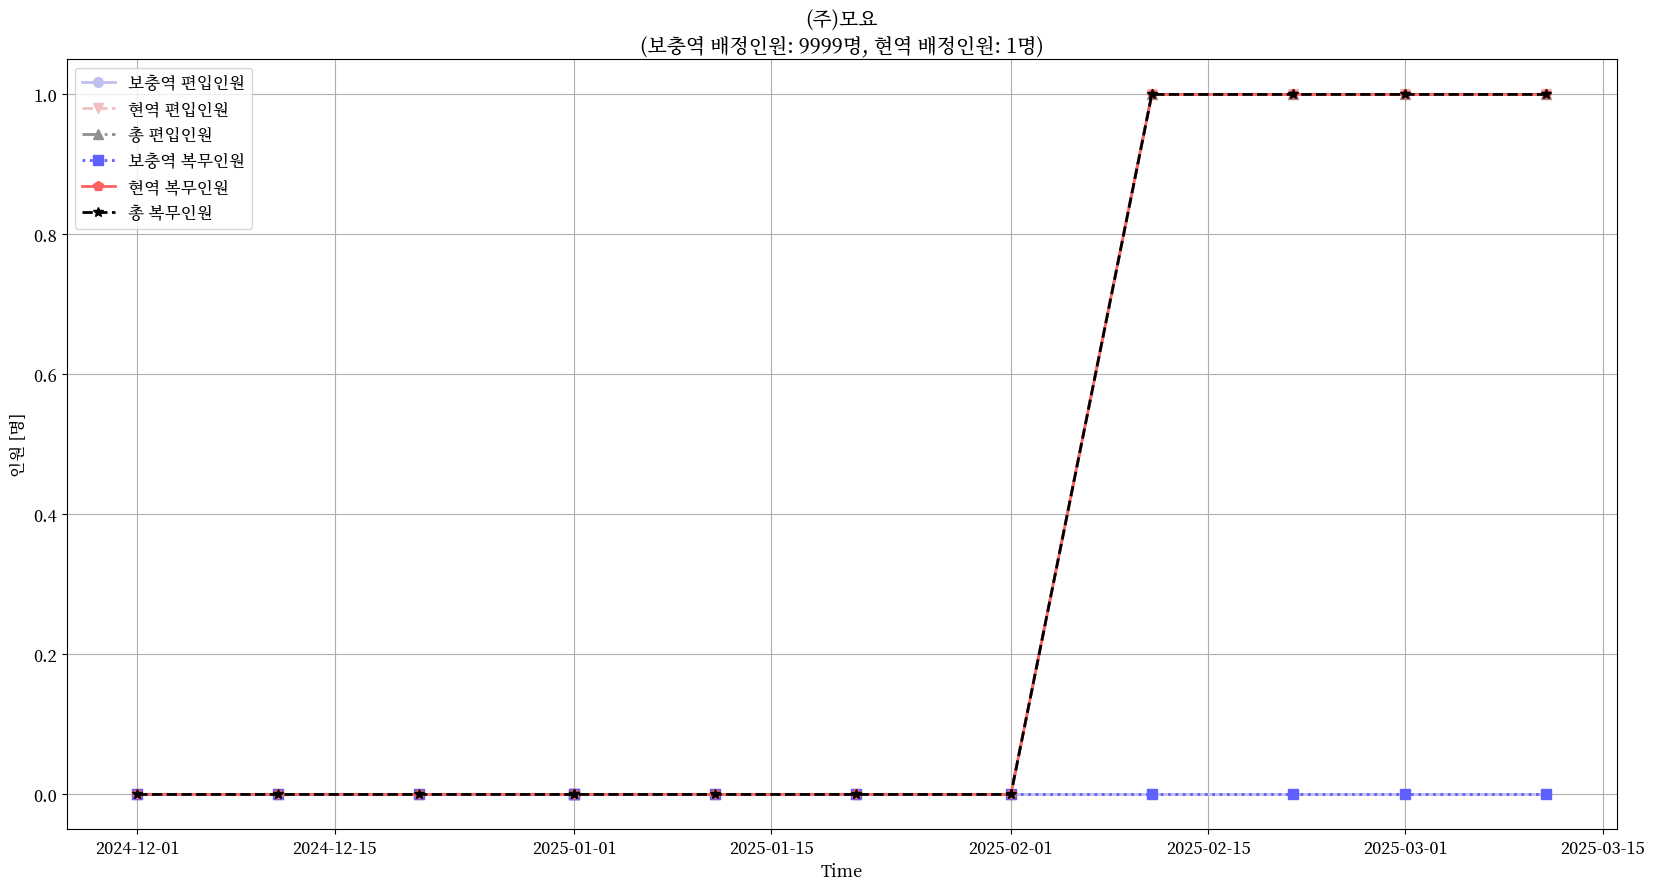 (주)모요
(보충역 배정인원: 9999명, 현역 배정인원: 1명)
보충역 편입인원
현역 편입인원
총 편입인원
보충역 복무인원
현역 복무인원
총 복무인원
1.0
0.8
0.6
0.4
0.2
0.0
인원 [명]
2024-12-01
2024-12-15
2025-01-01
2025-01-15
2025-02-01
2025-02-15
2025-03-01
2025-03-15
Time